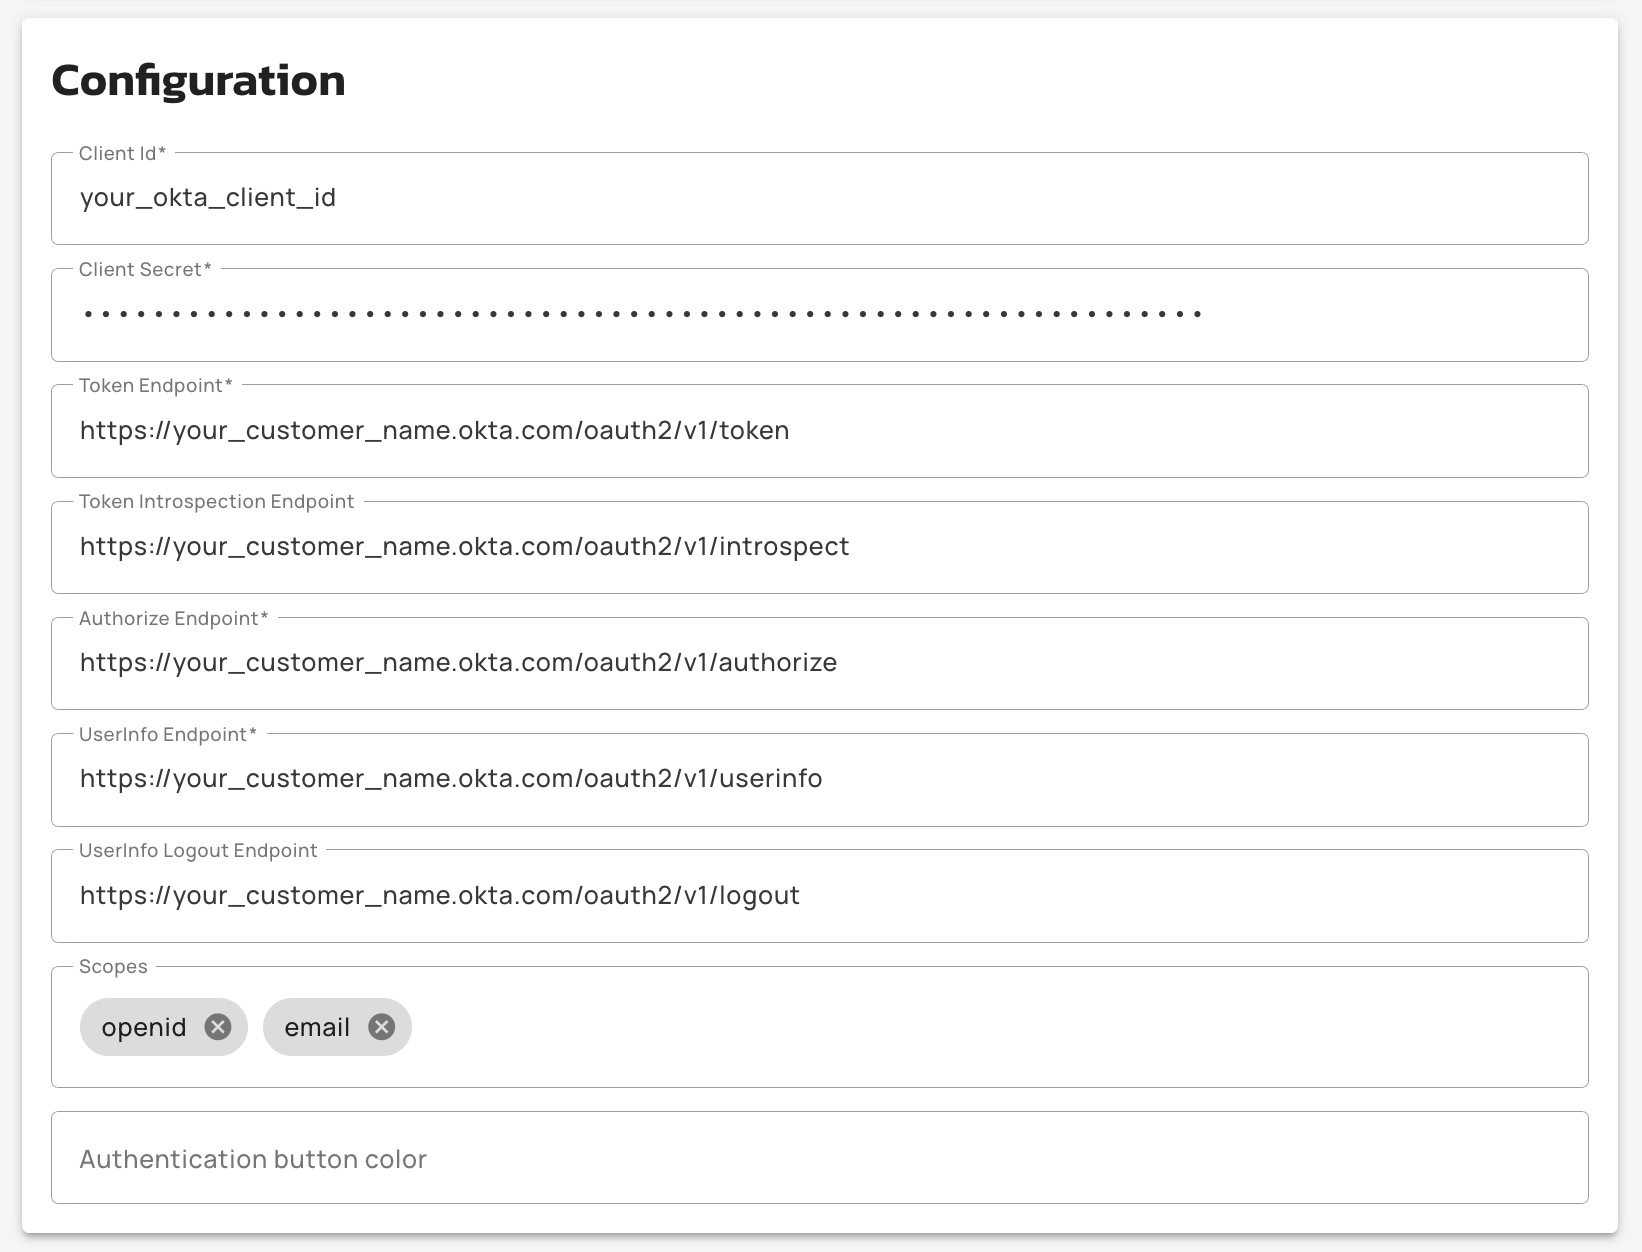 Configuration
Client Id*
your_okta_client_id
Client Secret*
••••••••••••••••••••••••••••••••••••••••••••••••••••••••••••••••
Token Endpoint*
https://your_customer_name.okta.com/oauth2/v1/token
Token Introspection Endpoint
https://your_customer_name.okta.com/oauth2/v1/introspect
Authorize Endpoint*
https://your_customer_name.okta.com/oauth2/v1/authorize
UserInfo Endpoint*
https://your_customer_name.okta.com/oauth2/v1/userinfo
UserInfo Logout Endpoint
https://your_customer_name.okta.com/oauth2/v1/logout
Scopes
openid email
Authentication button color